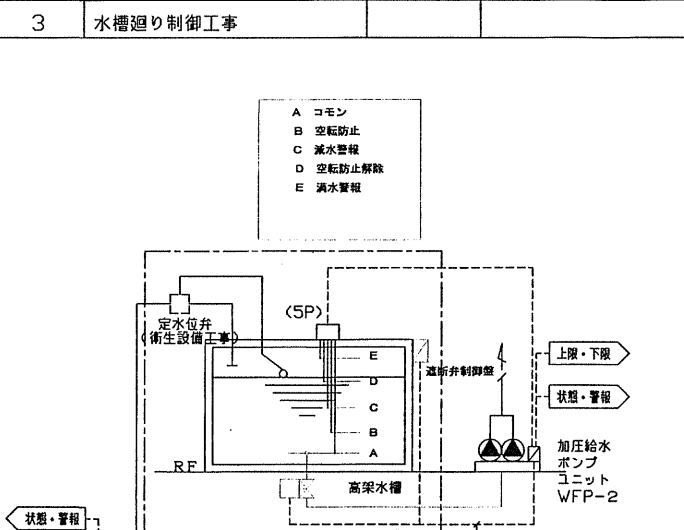 3 水槽廻り制御工事
A コモン
B 空転防止
C 減水警報
D 空転防止解除
E 満水警報
(5P)
定水位弁
(衛生設備工事)
E
D
C
B
A
遮断弁制御盤
上限・下限
状態・警報
加圧給水
ポンプ
ユニット
WFP-2
RF
高架水槽
状態・警報